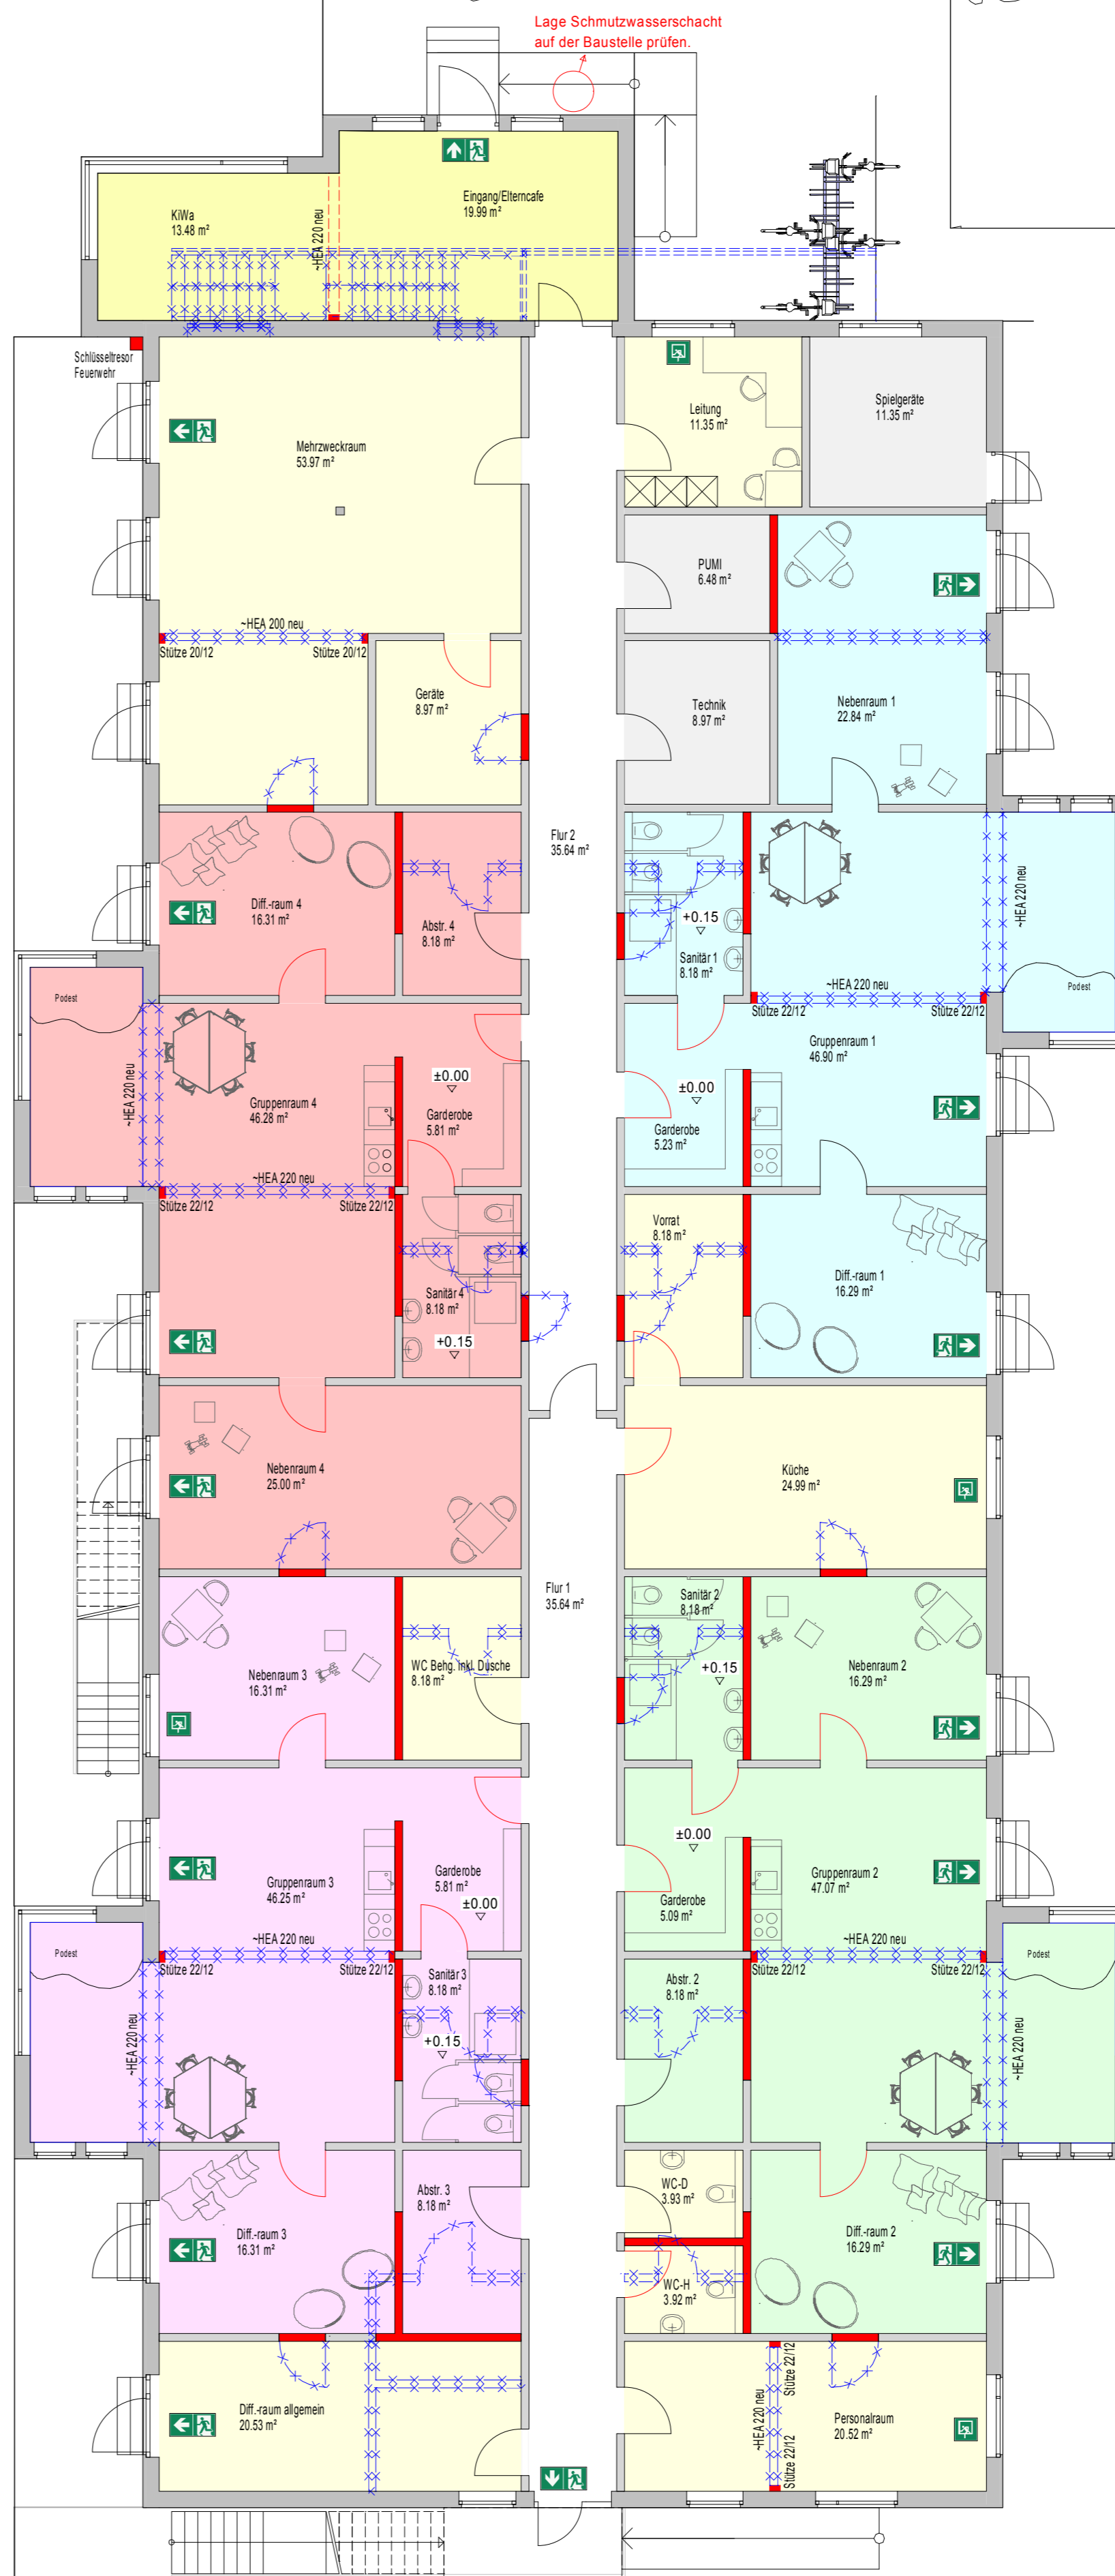 Lage Schmutzwasserschacht
auf der Baustelle prüfen.
KiWa
13.48 m²
~HEA 220 neu
Eingang/Elterncafe
19.99 m²
Schlüsseltresor
Feuerwehr
Mehrzweckraum
53.97 m²
Leitung
11.35 m²
Spielgeräte
11.35 m²
PUMI
6.48 m²
~HEA 200 neu
Stütze 20/12
Stütze 20/12
Geräte
8.97 m²
Technik
8.97 m²
Nebenraum 1
22.84 m²
Flur 2
35.64 m²
Diff.-raum 4
16.31 m²
Abstr. 4
8.18 m²
+0.15
Sanitär 1
8.18 m²
~HEA 220 neu
~HEA 220 neu
Stütze 22/12
Stütze 22/12
Podest
Podest
Gruppenraum 1
46.90 m²
~HEA 220 neu
Gruppenraum 4
46.28 m²
±0.00
Garderobe
5.81 m²
±0.00
Garderobe
5.23 m²
~HEA 220 neu
Stütze 22/12
Stütze 22/12
Vorrat
8.18 m²
Diff.-raum 1
16.29 m²
Sanitär 4
8.18 m²
+0.15
Nebenraum 4
25.00 m²
Küche
24.99 m²
Flur 1
35.64 m²
Nebenraum 3
16.31 m²
WC Behg. inkl. Dusche
8.18 m²
Sanitär 2
8.18 m²
+0.15
Nebenraum 2
16.29 m²
Gruppenraum 3
46.25 m²
Garderobe
5.81 m²
±0.00
±0.00
Garderobe
5.09 m²
Gruppenraum 2
47.07 m²
~HEA 220 neu
Stütze 22/12
Stütze 22/12
~HEA 220 neu
Stütze 22/12
Stütze 22/12
Podest
Podest
~HEA 220 neu
Sanitär 3
8.18 m²
+0.15
Abstr. 2
8.18 m²
~HEA 220 neu
Diff.-raum 3
16.31 m²
Abstr. 3
8.18 m²
WC-D
3.93 m²
WC-H
3.92 m²
Diff.-raum 2
16.29 m²
Diff.-raum allgemein
20.53 m²
~HEA 220 neu
Stütze 22/12
Stütze 22/12
Personalraum
20.52 m²